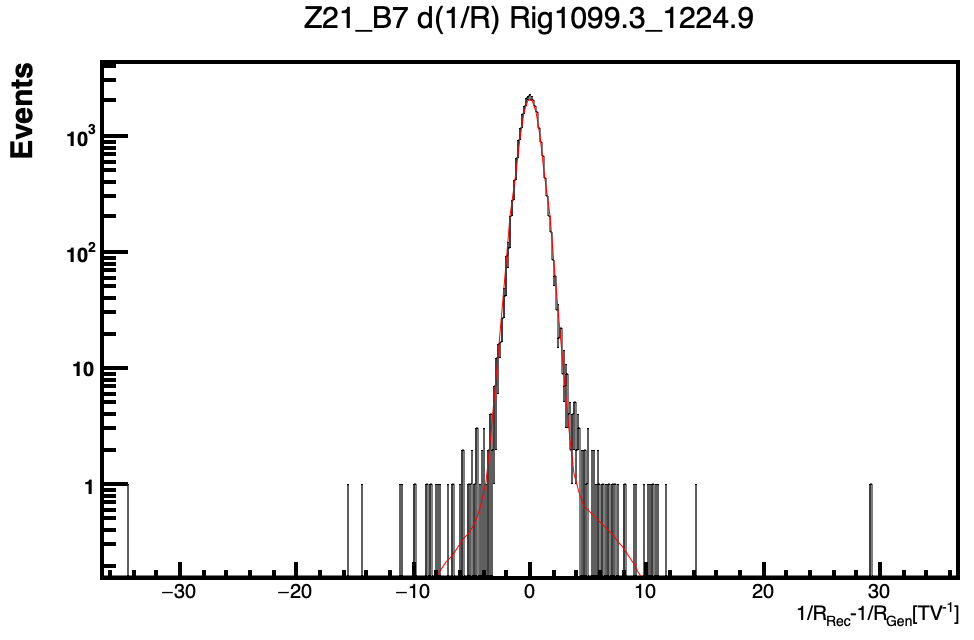 Z21_B7 d(1/R) Rig1099.3_1224.9
Events
10³
10²
10
1
−30 −20 −10 0 10 20 30
1/R_Rec-1/R_Gen[TV⁻¹]